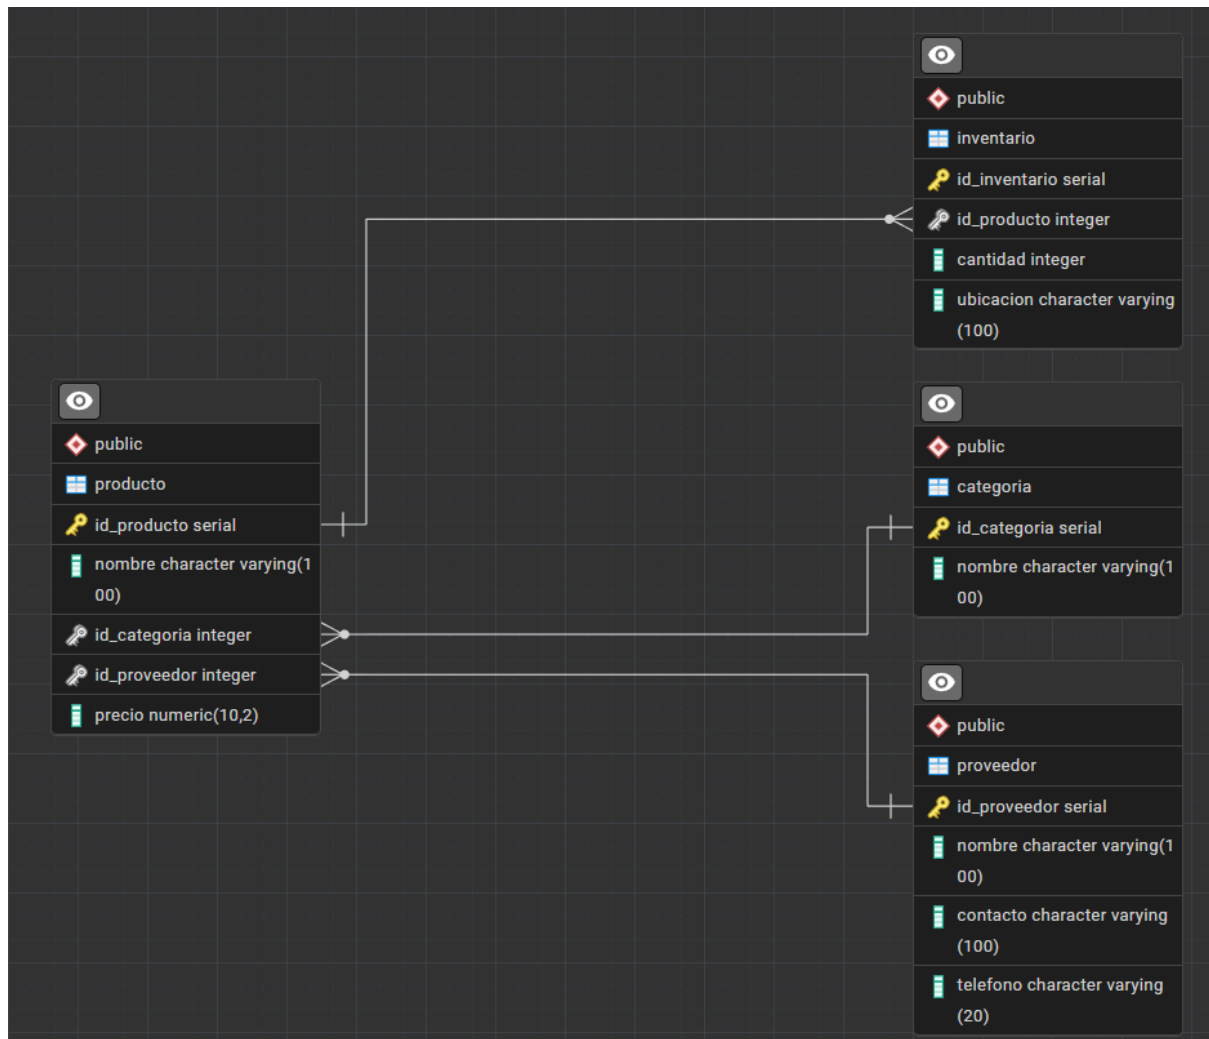 public
inventario
id_inventario serial
id_producto integer
cantidad integer
ubicacion character varying
(100)
public
producto
id_producto serial
nombre character varying(1
00)
id_categoria integer
id_proveedor integer
precio numeric(10,2)
public
categoria
id_categoria serial
nombre character varying(1
00)
public
proveedor
id_proveedor serial
nombre character varying(1
00)
contacto character varying
(100)
telefono character varying
(20)